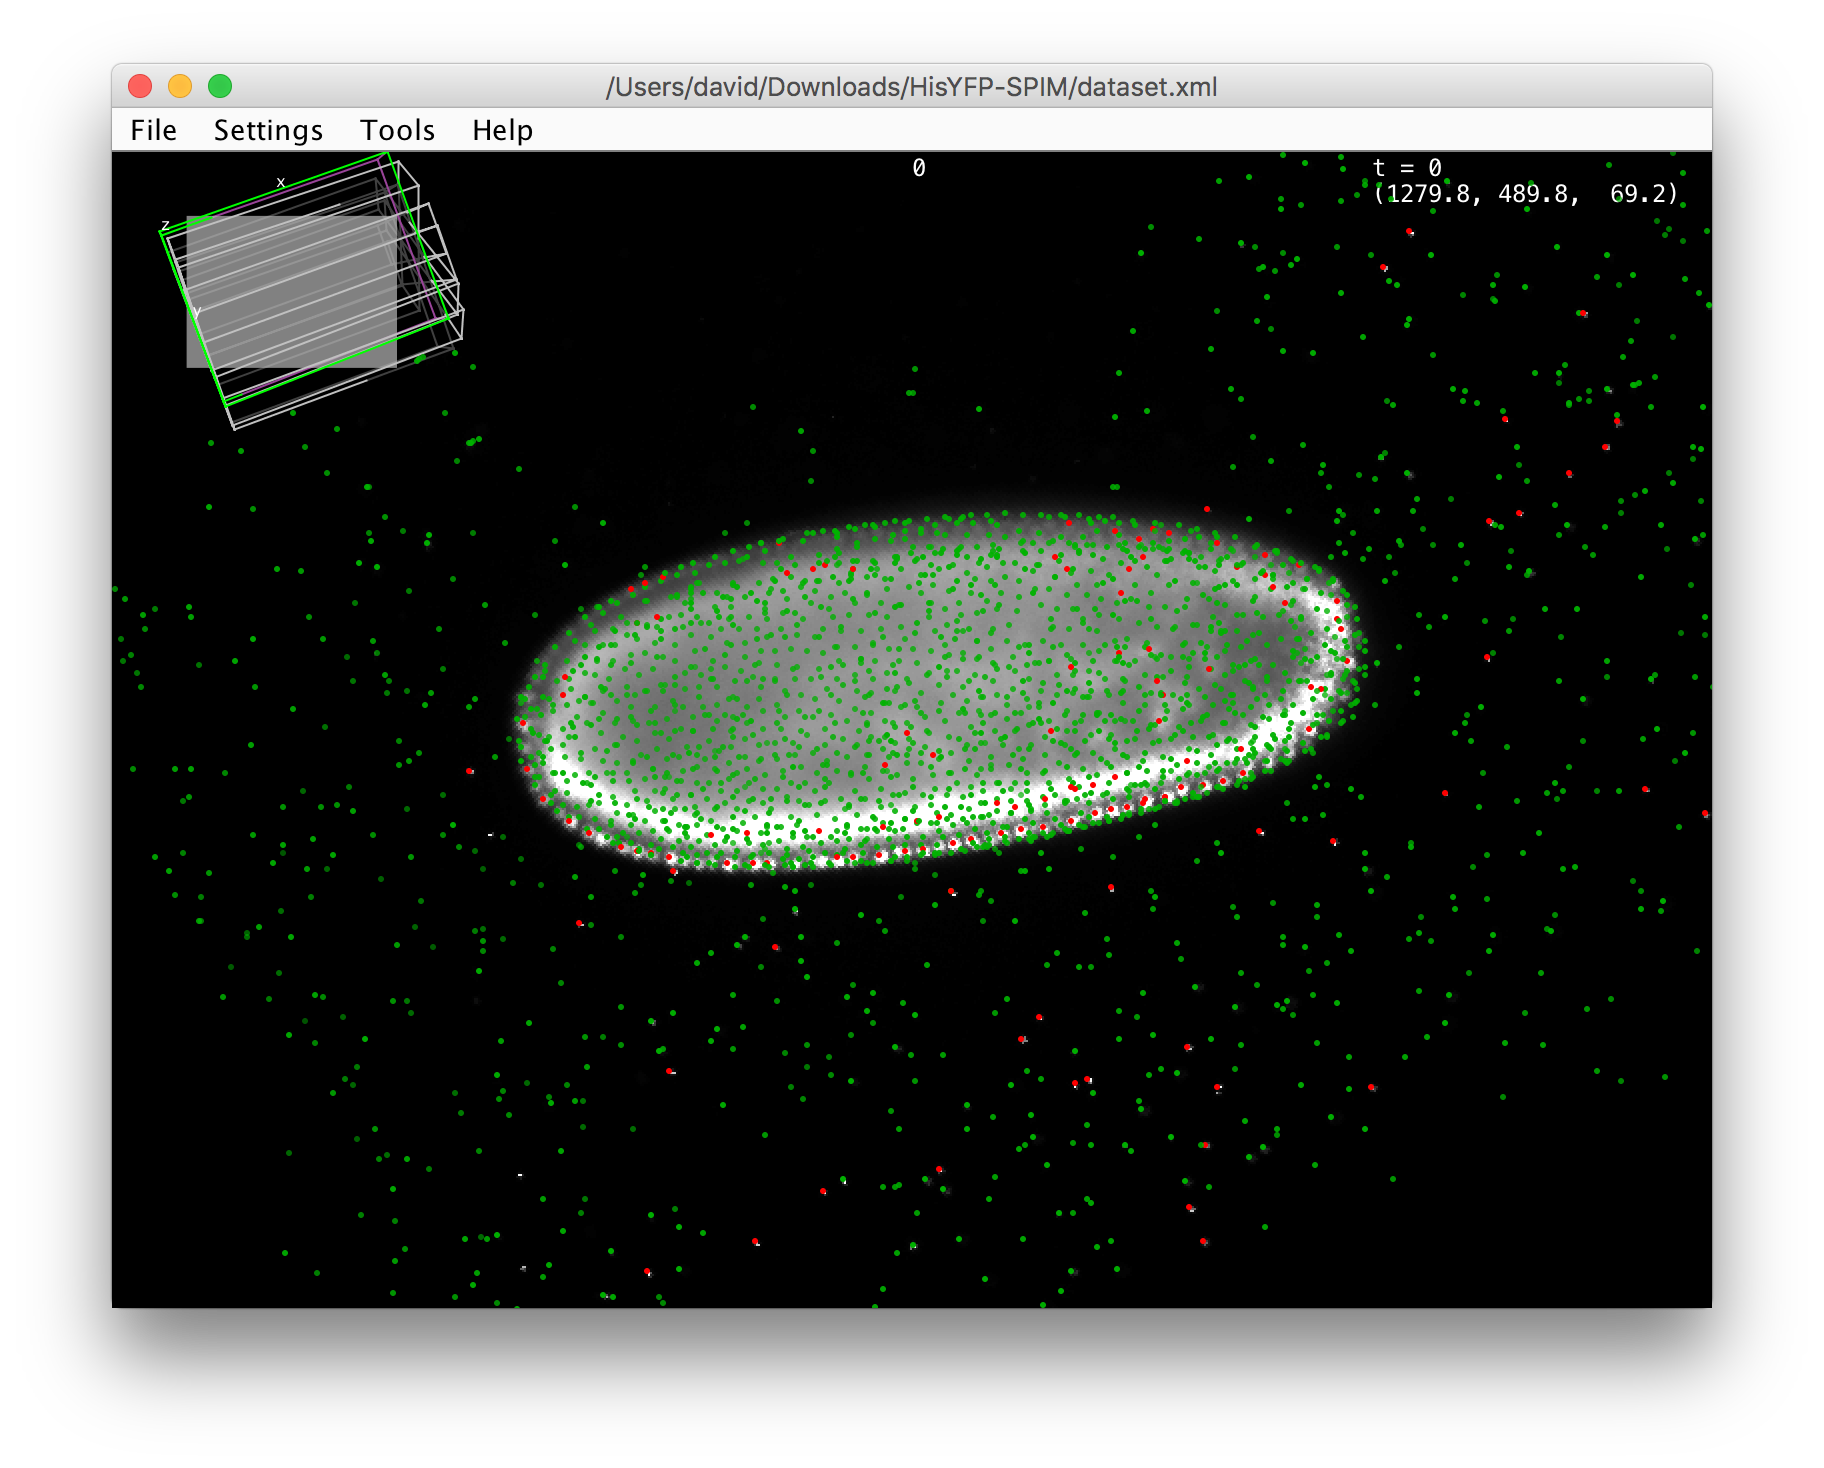 /Users/david/Downloads/HisYFP-SPIM/dataset.xml
File Settings Tools Help
x
z
y
0
t = 0
(1279.8, 489.8, 69.2)